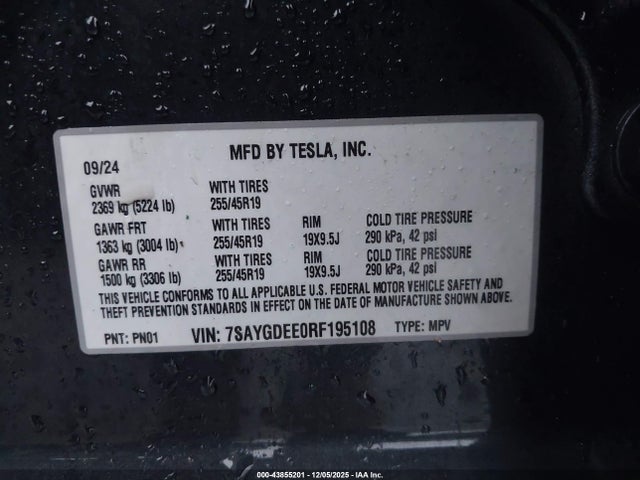 MFD BY TESLA, INC.
09/24
GVWR WITH TIRES
2369 kg (5224 lb) 255/45R19
GAWR FRT WITH TIRES RIM COLD TIRE PRESSURE
1363 kg (3004 lb) 255/45R19 19X9.5J 290 kPa, 42 psi
GAWR RR WITH TIRES RIM COLD TIRE PRESSURE
1500 kg (3306 lb) 255/45R19 19X9.5J 290 kPa, 42 psi
THIS VEHICLE CONFORMS TO ALL APPLICABLE U.S. FEDERAL MOTOR VEHICLE SAFETY AND
THEFT PREVENTION STANDARDS IN EFFECT ON THE DATE OF MANUFACTURE SHOWN ABOVE.
PNT: PN01 VIN: 7SAYGDEE0RF195108 TYPE: MPV
000-43855201 - 12/05/2025 - IAA Inc.